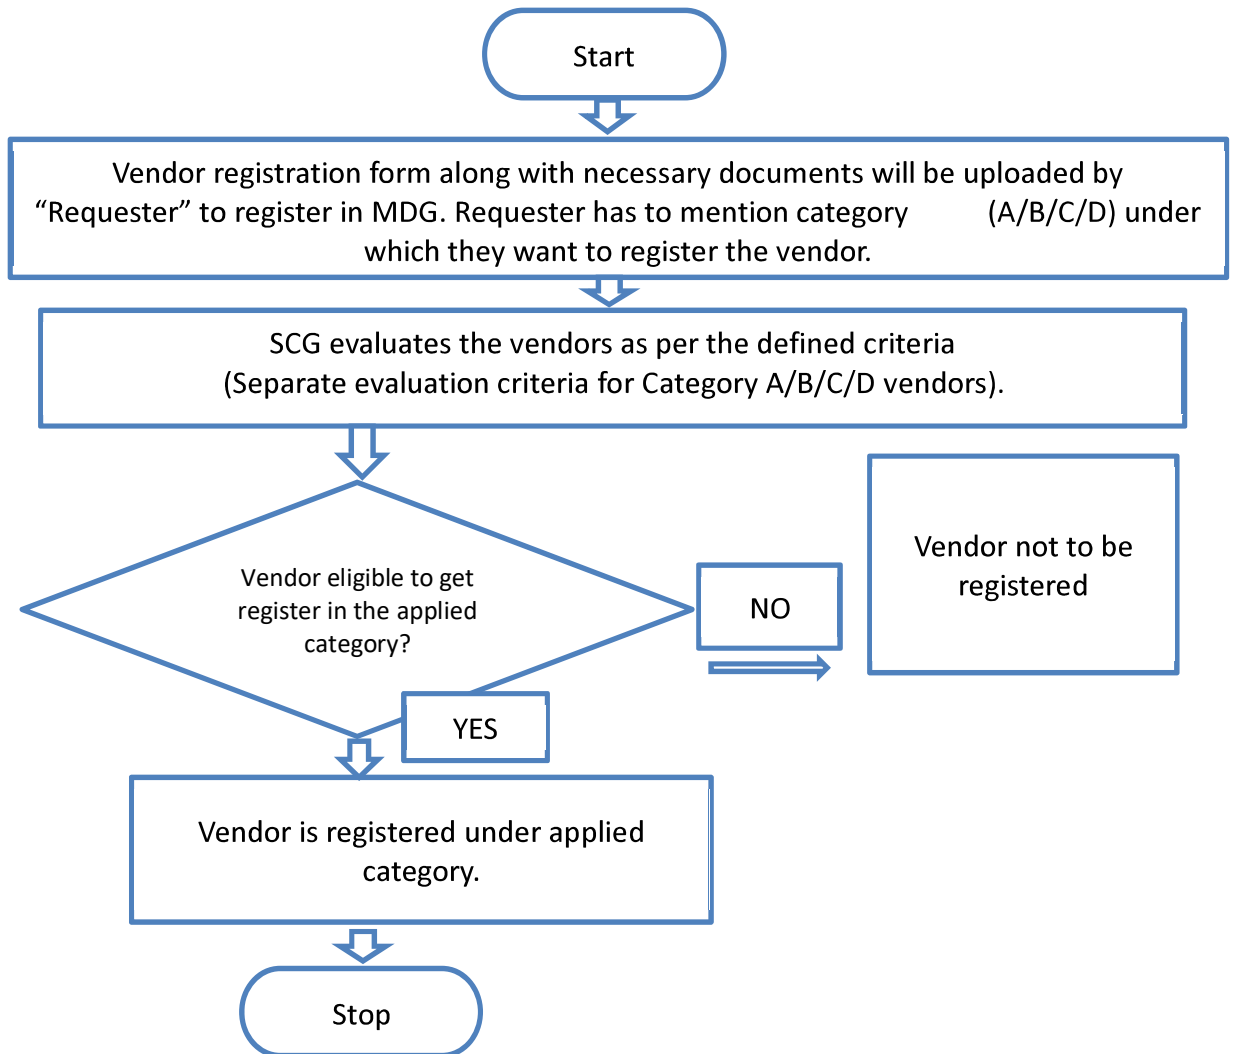 Start
Vendor registration form along with necessary documents will be uploaded by
“Requester” to register in MDG. Requester has to mention category (A/B/C/D) under
which they want to register the vendor.
SCG evaluates the vendors as per the defined criteria
(Separate evaluation criteria for Category A/B/C/D vendors).
Vendor eligible to get
register in the applied
category?
NO
Vendor not to be
registered
YES
Vendor is registered under applied
category.
Stop